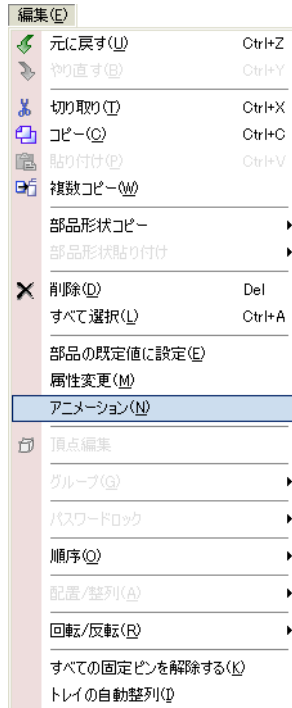 編集(E)
元に戻す(U) Ctrl+Z
やり直す(R) Ctrl+Y
切り取り(T) Ctrl+X
コピー(C) Ctrl+C
貼り付け(P) Ctrl+V
複数コピー(W)
部品形状コピー
部品形状貼り付け
削除(D) Del
すべて選択(L) Ctrl+A
部品の既定値に設定(E)
属性変更(M)
アニメーション(N)
頂点編集
グループ(G)
パスワードロック
順序(O)
配置/整列(A)
回転/反転(R)
すべての固定ピンを解除する(K)
トレイの自動整列(I)